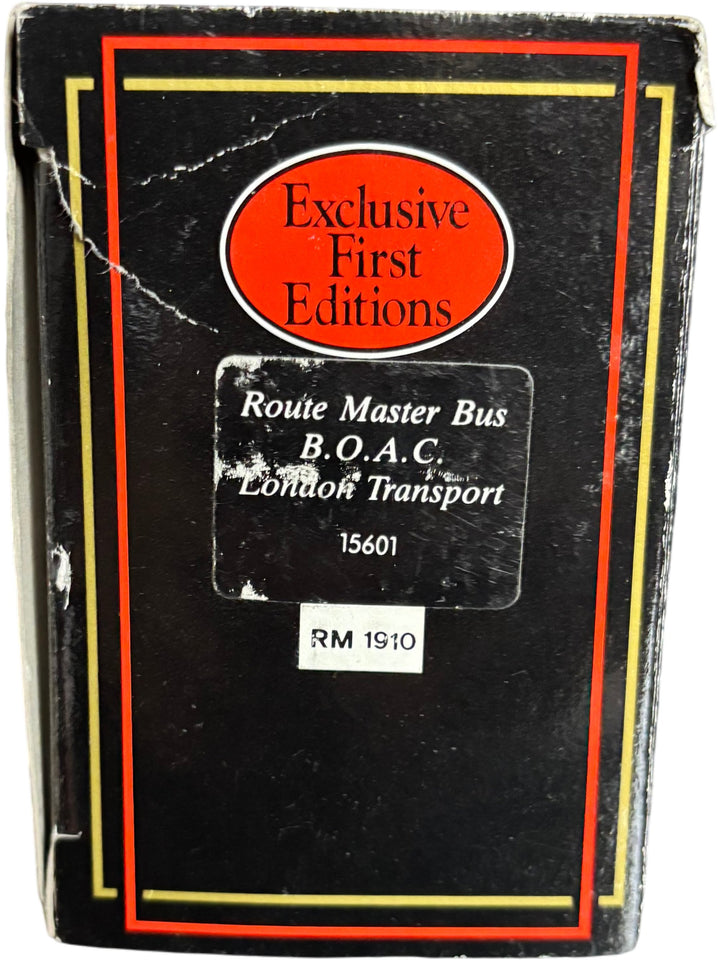 Exclusive
First
Editions
Route Master Bus
B.O.A.C.
London Transport
15601
RM 1910